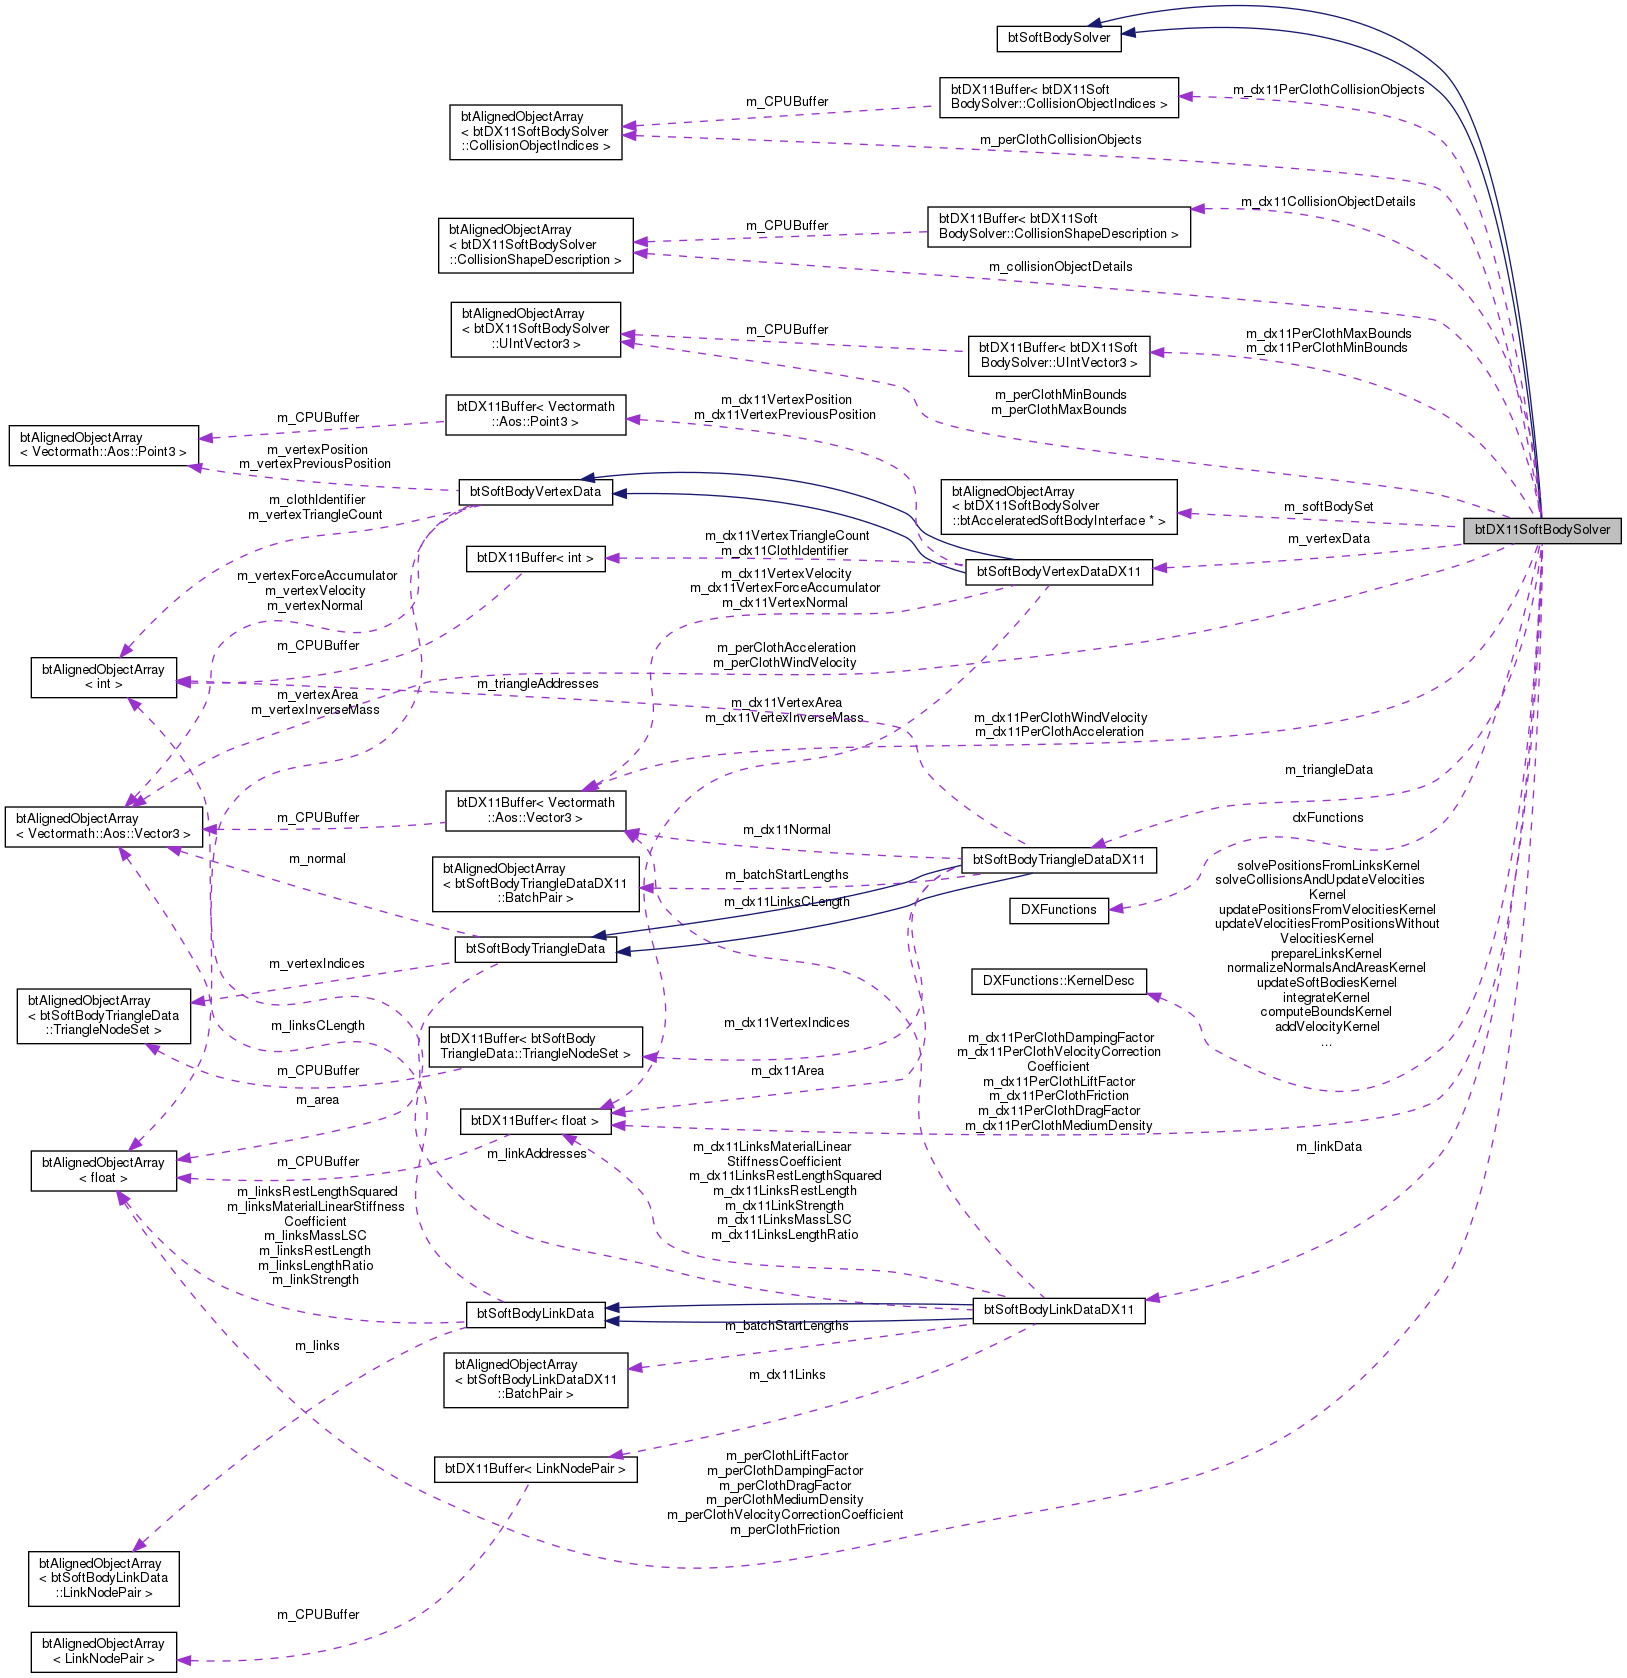 btSoftBodySolver
btDX11Buffer< btDX11Soft
BodySolver::CollisionObjectIndices >
m_dx11PerClothCollisionObjects
m_CPUBuffer
btAlignedObjectArray
< btDX11SoftBodySolver
::CollisionObjectIndices >
m_perClothCollisionObjects
m_dx11CollisionObjectDetails
btDX11Buffer< btDX11Soft
BodySolver::CollisionShapeDescription >
m_CPUBuffer
btAlignedObjectArray
< btDX11SoftBodySolver
::CollisionShapeDescription >
m_collisionObjectDetails
btAlignedObjectArray
< btDX11SoftBodySolver
::UIntVector3 >
m_CPUBuffer
btDX11Buffer< btDX11Soft
BodySolver::UIntVector3 >
m_dx11PerClothMaxBounds
m_dx11PerClothMinBounds
m_perClothMinBounds
m_perClothMaxBounds
btDX11Buffer< Vectormath
::Aos::Point3 >
m_dx11VertexPosition
m_dx11VertexPreviousPosition
m_CPUBuffer
btAlignedObjectArray
< Vectormath::Aos::Point3 >
m_vertexPosition
m_vertexPreviousPosition
btSoftBodyVertexData
m_clothIdentifier
m_vertexTriangleCount
btAlignedObjectArray
< btDX11SoftBodySolver
::btAcceleratedSoftBodyInterface * >
m_softBodySet
btDX11SoftBodySolver
m_vertexData
btDX11Buffer< int >
m_dx11VertexTriangleCount
m_dx11ClothIdentifier
btSoftBodyVertexDataDX11
m_dx11VertexVelocity
m_dx11VertexForceAccumulator
m_dx11VertexNormal
m_vertexForceAccumulator
m_vertexVelocity
m_vertexNormal
m_CPUBuffer
m_perClothAcceleration
m_perClothWindVelocity
btAlignedObjectArray
< int >
m_triangleAddresses
m_vertexArea
m_vertexInverseMass
m_dx11VertexArea
m_dx11VertexInverseMass
m_dx11PerClothWindVelocity
m_dx11PerClothAcceleration
m_triangleData
btAlignedObjectArray
< Vectormath::Aos::Vector3 >
m_CPUBuffer
btDX11Buffer< Vectormath
::Aos::Vector3 >
m_dx11Normal
dxFunctions
m_normal
btAlignedObjectArray
< btSoftBodyTriangleDataDX11
::BatchPair >
m_batchStartLengths
btSoftBodyTriangleDataDX11
m_dx11LinksCLength
DXFunctions
solvePositionsFromLinksKernel
solveCollisionsAndUpdateVelocities
Kernel
updatePositionsFromVelocitiesKernel
updateVelocitiesFromPositionsWithout
VelocitiesKernel
prepareLinksKernel
normalizeNormalsAndAreasKernel
updateSoftBodiesKernel
integrateKernel
computeBoundsKernel
addVelocityKernel
...
btSoftBodyTriangleData
m_vertexIndices
DXFunctions::KernelDesc
btAlignedObjectArray
< btSoftBodyTriangleData
::TriangleNodeSet >
m_linksCLength
btDX11Buffer< btSoftBody
TriangleData::TriangleNodeSet >
m_dx11VertexIndices
m_CPUBuffer
m_dx11Area
m_area
m_dx11PerClothDampingFactor
m_dx11PerClothVelocityCorrection
Coefficient
m_dx11PerClothLiftFactor
m_dx11PerClothFriction
m_dx11PerClothDragFactor
m_dx11PerClothMediumDensity
btDX11Buffer< float >
m_linkAddresses
m_linkData
btAlignedObjectArray
< float >
m_CPUBuffer
m_dx11LinksMaterialLinear
StiffnessCoefficient
m_dx11LinksRestLengthSquared
m_dx11LinksRestLength
m_dx11LinkStrength
m_dx11LinksMassLSC
m_dx11LinksLengthRatio
m_linksRestLengthSquared
m_linksMaterialLinearStiffness
Coefficient
m_linksMassLSC
m_linksRestLength
m_linksLengthRatio
m_linkStrength
btSoftBodyLinkData
btSoftBodyLinkDataDX11
m_batchStartLengths
m_links
btAlignedObjectArray
< btSoftBodyLinkDataDX11
::BatchPair >
m_dx11Links
btDX11Buffer< LinkNodePair >
m_perClothLiftFactor
m_perClothDampingFactor
m_perClothDragFactor
m_perClothMediumDensity
m_perClothVelocityCorrectionCoefficient
m_perClothFriction
btAlignedObjectArray
< btSoftBodyLinkData
::LinkNodePair >
m_CPUBuffer
btAlignedObjectArray
< LinkNodePair >